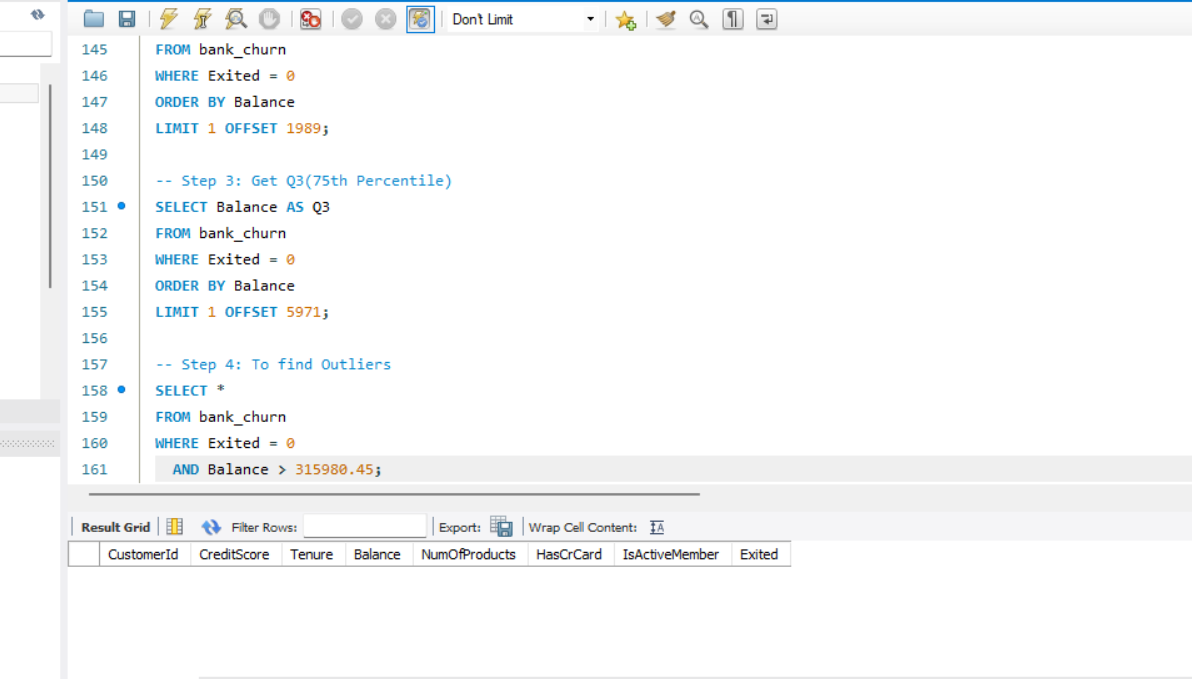 Don't Limit
145 FROM bank_churn
146 WHERE Exited = 0
147 ORDER BY Balance
148 LIMIT 1 OFFSET 1989;
149
150 -- Step 3: Get Q3(75th Percentile)
151 SELECT Balance AS Q3
152 FROM bank_churn
153 WHERE Exited = 0
154 ORDER BY Balance
155 LIMIT 1 OFFSET 5971;
156
157 -- Step 4: To find Outliers
158 SELECT *
159 FROM bank_churn
160 WHERE Exited = 0
161 AND Balance > 315980.45;
Result Grid Filter Rows: Export: Wrap Cell Content:
CustomerId CreditScore Tenure Balance NumOfProducts HasCrCard IsActiveMember Exited